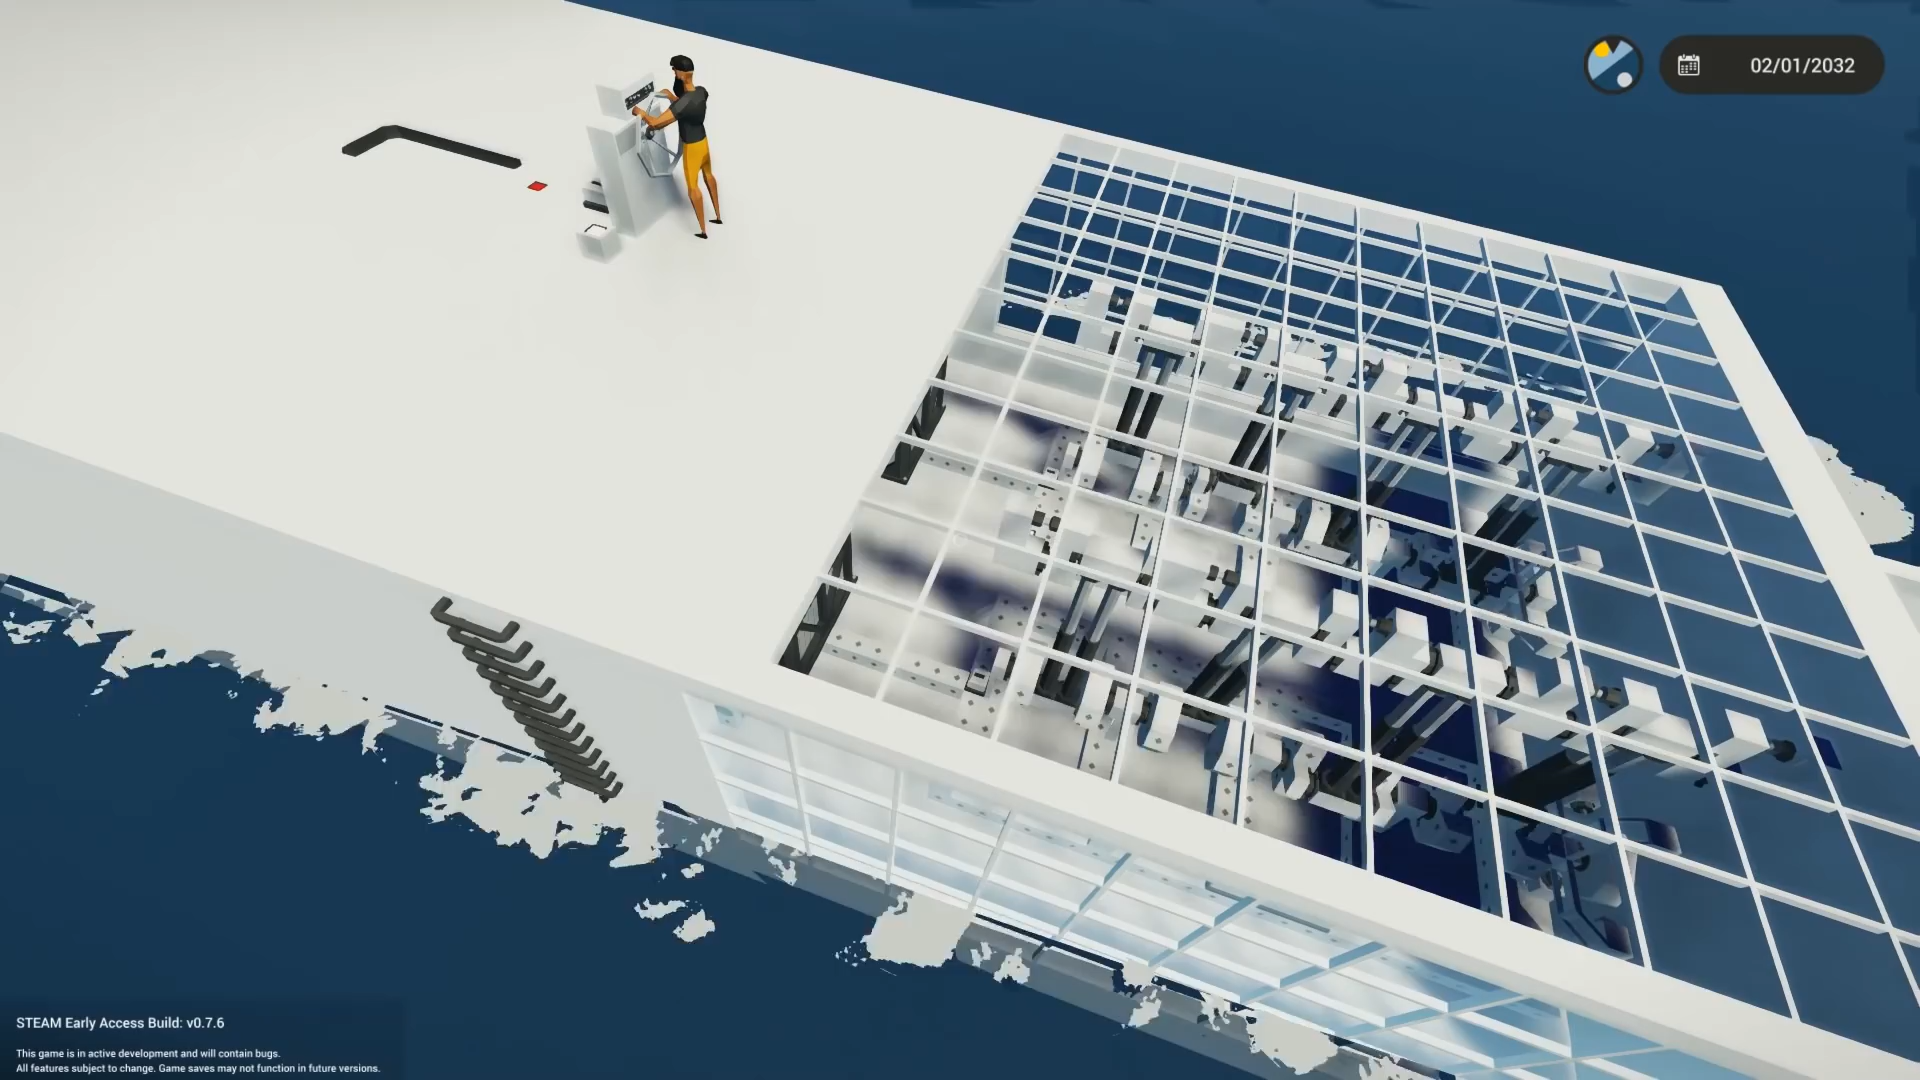 02/01/2032
STEAM Early Access Build: v0.7.6
This game is in active development and will contain bugs.
All features subject to change. Game saves may not function in future versions.